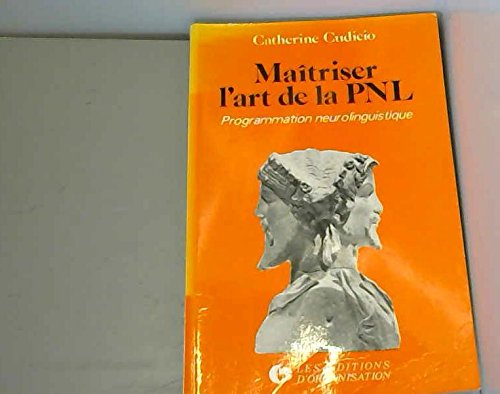 Catherine Cudicio
Maîtriser
l'art de la PNL
Programmation neurolinguistique
LES EDITIONS
D'ORGANISATION